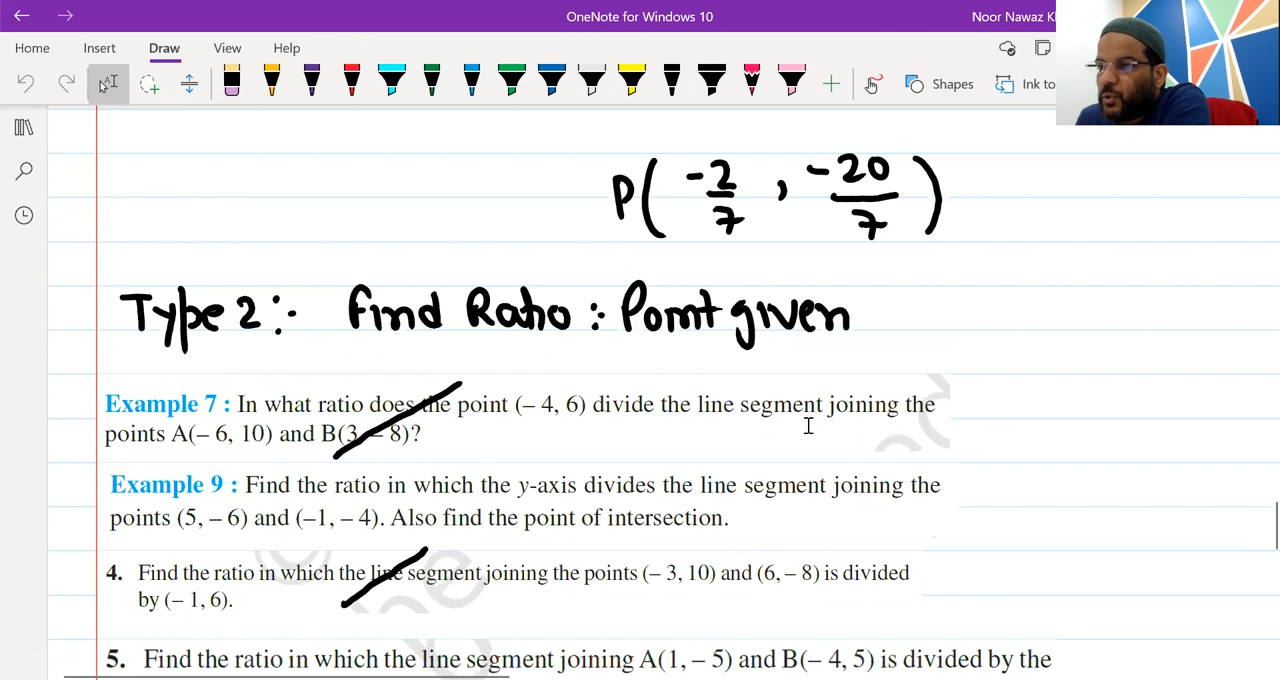 OneNote for Windows 10
Noor Nawaz Kh
Home Insert Draw View Help
Shapes
Ink to
P( -2/7 , -20/7 )
Type 2 :- Find Ratio : Point given
Example 7 : In what ratio does the point (– 4, 6) divide the line segment joining the
points A(– 6, 10) and B(3, – 8)?
Example 9 : Find the ratio in which the y-axis divides the line segment joining the
points (5, – 6) and (–1, – 4). Also find the point of intersection.
4. Find the ratio in which the line segment joining the points (– 3, 10) and (6, – 8) is divided
by (– 1, 6).
5. Find the ratio in which the line segment joining A(1, – 5) and B(– 4, 5) is divided by the